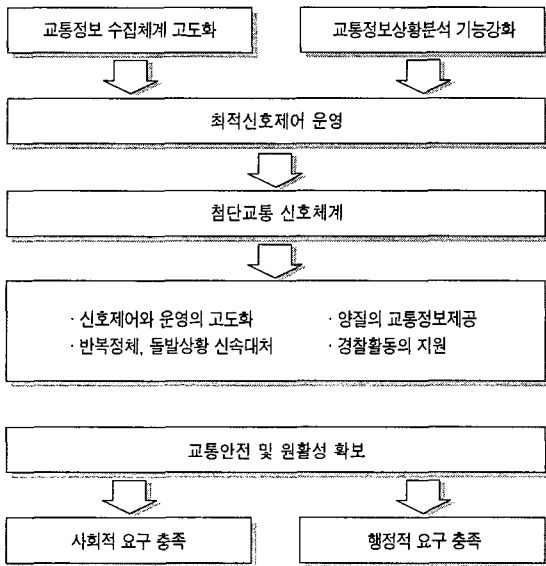 교통정보 수집체계 고도화
교통정보상황분석 기능강화
최적신호제어 운영
첨단교통 신호체계
· 신호제어와 운영의 고도화
· 양질의 교통정보제공
· 반복정체, 돌발상황 신속대처
· 경찰활동의 지원
교통안전 및 원활성 확보
사회적 요구 충족
행정적 요구 충족